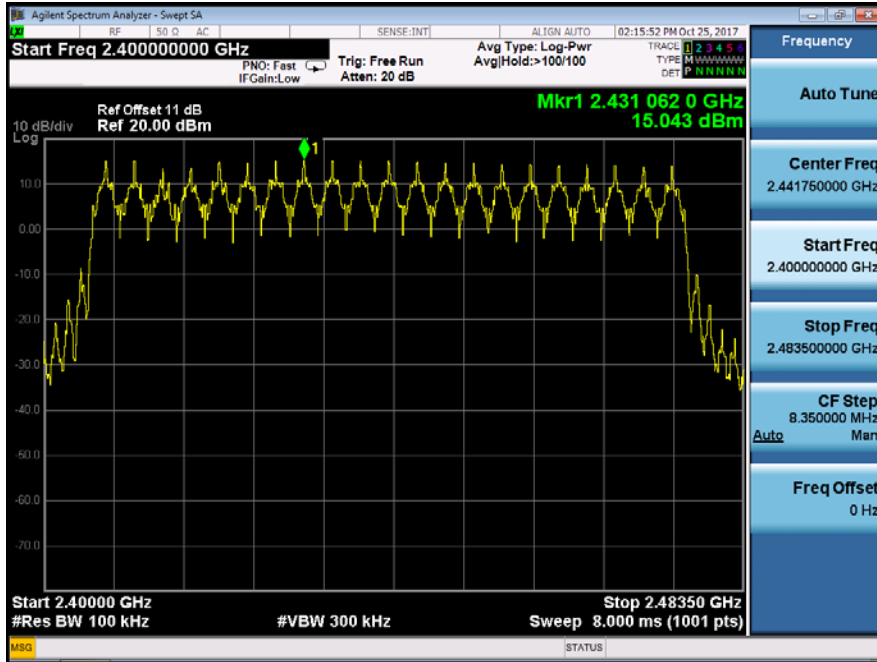 Agilent Spectrum Analyzer - Swept SA
LXI RF 50 Ω AC SENSE:INT ALIGN AUTO 02:15:52 PM Oct 25, 2017
Start Freq 2.400000000 GHz
PNO: Fast
IFGain:Low
Trig: Free Run
Atten: 20 dB
Avg Type: Log-Pwr
Avg|Hold:>100/100
TRACE 1 2 3 4 5 6
TYPE M W W W W W
DET P N N N N N
Mkr1 2.431 062 0 GHz
15.043 dBm
Ref Offset 11 dB
10 dB/div Ref 20.00 dBm
Log
1
10.0
0.00
-10.0
-20.0
-30.0
-40.0
-50.0
-60.0
-70.0
Start 2.40000 GHz Stop 2.48350 GHz
#Res BW 100 kHz #VBW 300 kHz Sweep 8.000 ms (1001 pts)
MSG STATUS
Frequency
Auto Tune
Center Freq
2.441750000 GHz
Start Freq
2.400000000 GHz
Stop Freq
2.483500000 GHz
CF Step
8.350000 MHz
Auto Man
Freq Offset
0 Hz